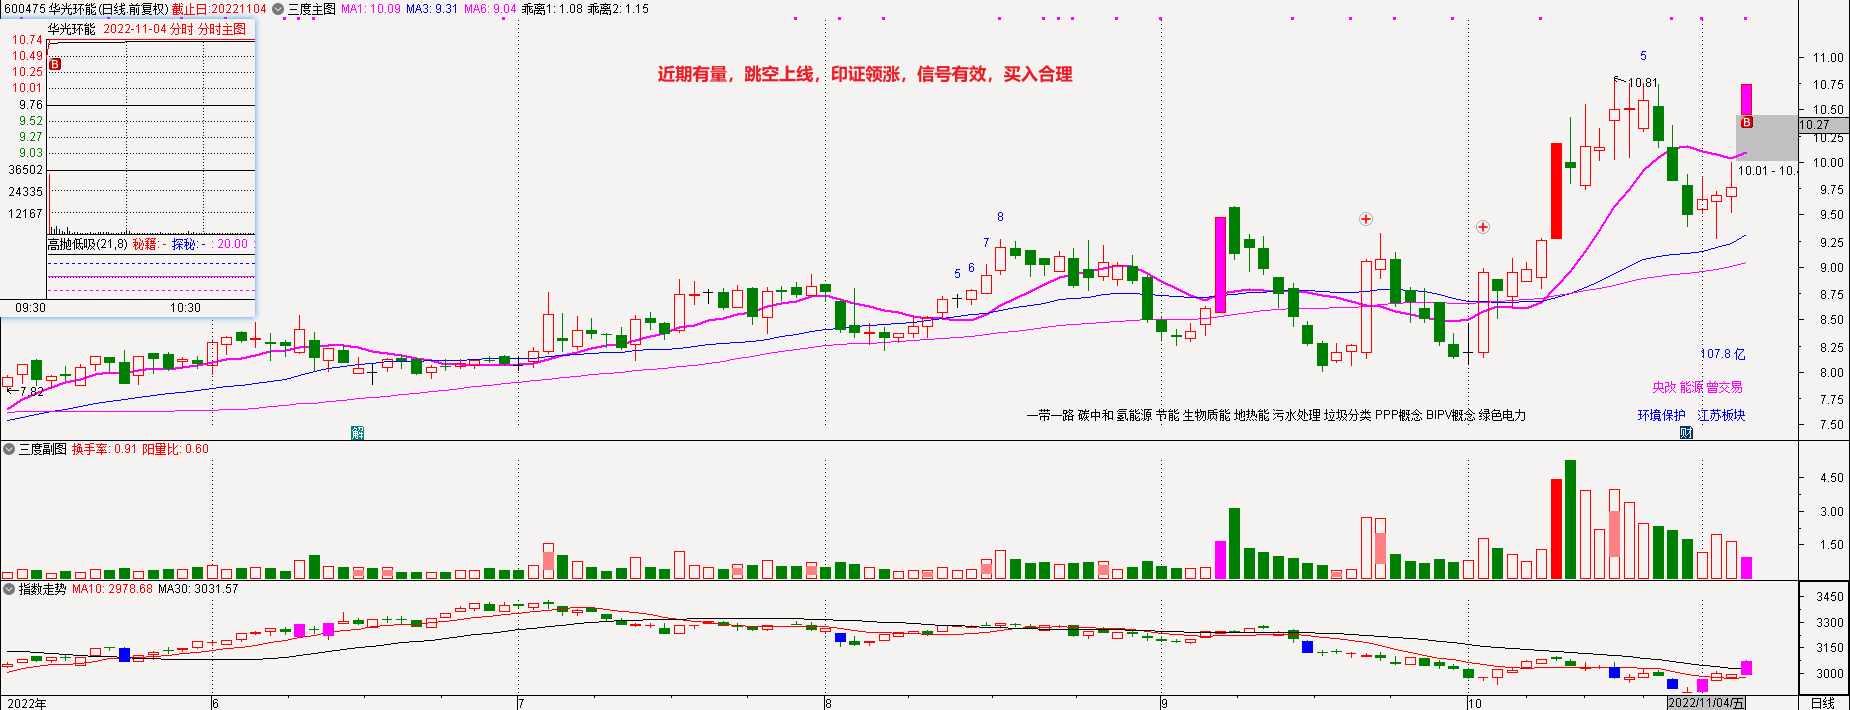 600475 华光环能(日线.前复权) 截止日:20221104 三度主图 MA1: 10.09 MA3: 9.31 MA6: 9.04 乖离1: 1.08 乖离2: 1.15
华光环能 2022-11-04 分时 分时主图
10.74
10.49
10.25
10.01
9.76
9.52
9.27
9.03
36502
24335
12167
B
高抛低吸(21,8) 秘籍: - 探秘: - : 20.00 :
09:30 10:30
近期有量，跳空上线，印证领涨，信号有效，买入合理
5
←10.81
B
10.01 - 10.
8
7
6
5
←7.82
107.8 亿
央改 能源 曾交易
一带一路 碳中和 氢能源 节能 生物质能 地热能 污水处理 垃圾分类 PPP概念 BIPV概念 绿色电力
环境保护 江苏板块
解
财
11.00
10.75
10.50
10.27
10.25
10.00
9.75
9.50
9.25
9.00
8.75
8.50
8.25
8.00
7.75
7.50
三度副图 换手率: 0.91 阳量比: 0.60
4.50
3.00
1.50
指数走势 MA10: 2978.68 MA30: 3031.57
3450
3300
3150
3000
2022年 6 7 8 9 10 2022/11/04/五 日线